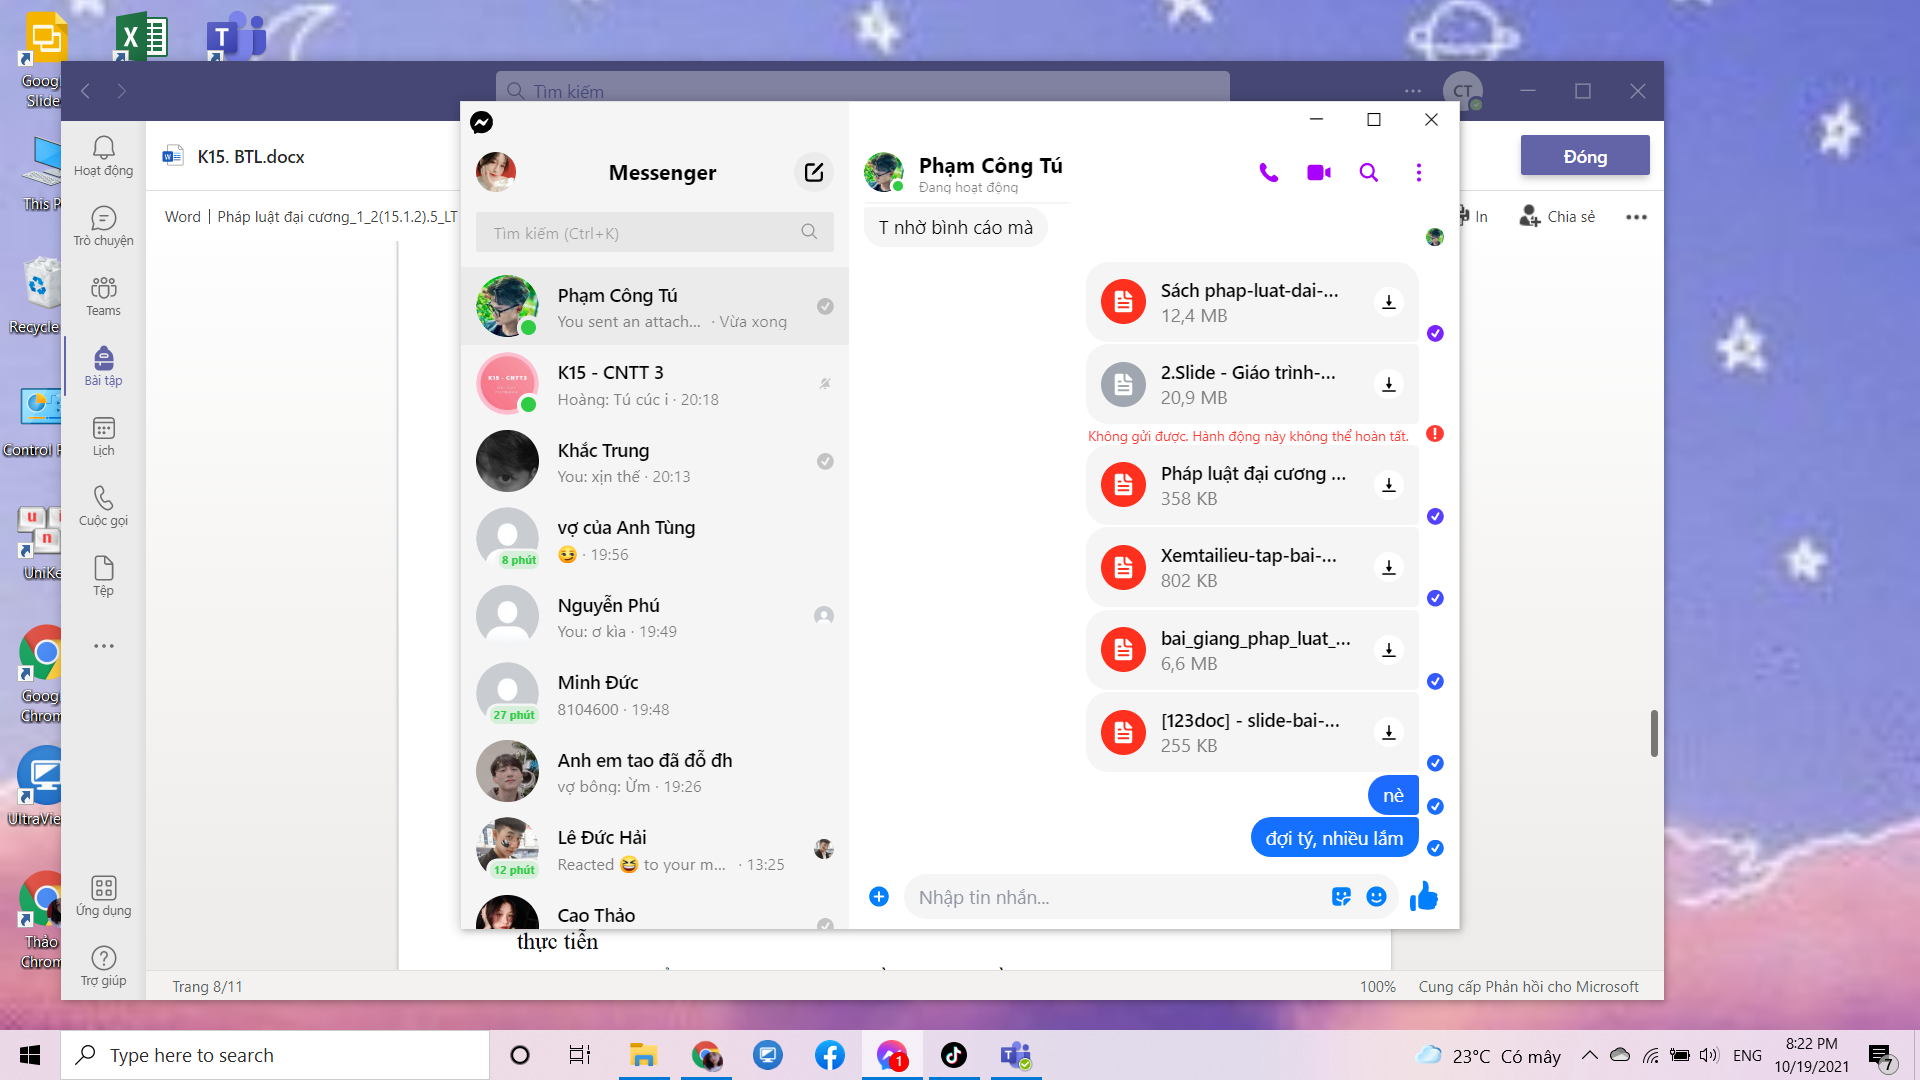 Google
Slides
This P
Recycle
Control P
UniKe
Google
Chrom
UltraVie
Thảo
Chrom
Tìm kiếm
CT
Hoạt động
Trò chuyện
Teams
Bài tập
Lịch
Cuộc gọi
Tệp
Ứng dụng
Trợ giúp
K15. BTL.docx
Đóng
Word | Pháp luật đại cương_1_2(15.1.2).5_LT
In
Chia sẻ
Messenger
Tìm kiếm (Ctrl+K)
Phạm Công Tú
You sent an attach... · Vừa xong
K15 - CNTT 3
K15 - CNTT3
Hoàng: Tú cúc i · 20:18
Khắc Trung
You: xịn thế · 20:13
vợ của Anh Tùng
😏 · 19:56
8 phút
Nguyễn Phú
You: ơ kìa · 19:49
Minh Đức
8104600 · 19:48
27 phút
Anh em tao đã đỗ đh
vợ bông: Ừm · 19:26
Lê Đức Hải
Reacted 😆 to your m... · 13:25
12 phút
Cao Thảo
Phạm Công Tú
Đang hoạt động
T nhờ bình cáo mà
Sách phap-luat-dai-...
12,4 MB
2.Slide - Giáo trình-...
20,9 MB
Không gửi được. Hành động này không thể hoàn tất.
Pháp luật đại cương ...
358 KB
Xemtailieu-tap-bai-...
802 KB
bai_giang_phap_luat_...
6,6 MB
[123doc] - slide-bai-...
255 KB
nè
đợi tý, nhiều lắm
Nhập tin nhắn...
thực tiễn
Trang 8/11
100%
Cung cấp Phản hồi cho Microsoft
Type here to search
1
23°C Có mây
ENG
8:22 PM
10/19/2021
7